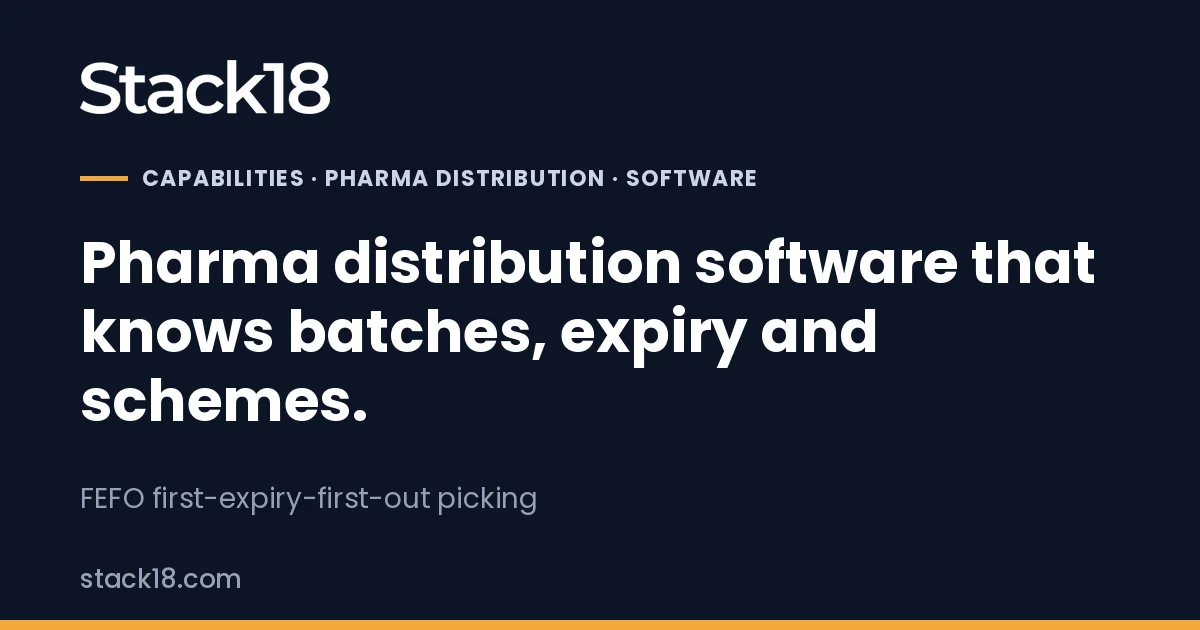 Stack18
CAPABILITIES · PHARMA DISTRIBUTION · SOFTWARE
Pharma distribution software that
knows batches, expiry and
schemes.
FEFO first-expiry-first-out picking
stack18.com